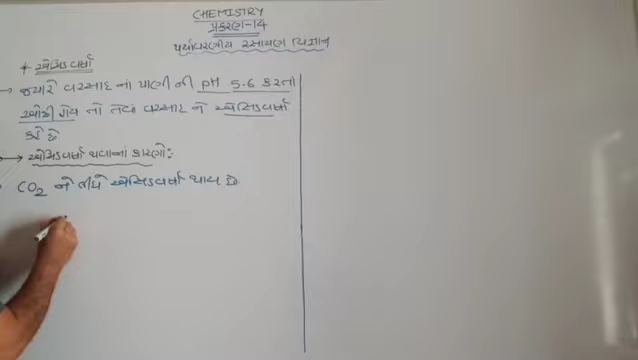 CHEMISTRY
પ્રકરણ-14
પર્યાવરણીય રસાયણ વિજ્ઞાન
* એસિડવર્ષા
→ જ્યારે વરસાદ નાં પાણી ની pH 5.6 કરતાં
ઓછી હોય તો તેવાં વરસાદ ને એસિડવર્ષા
કહે છે
→ એસિડવર્ષા થવાનાં કારણો:
CO2 ને લીધે એસિડવર્ષા થાય છે